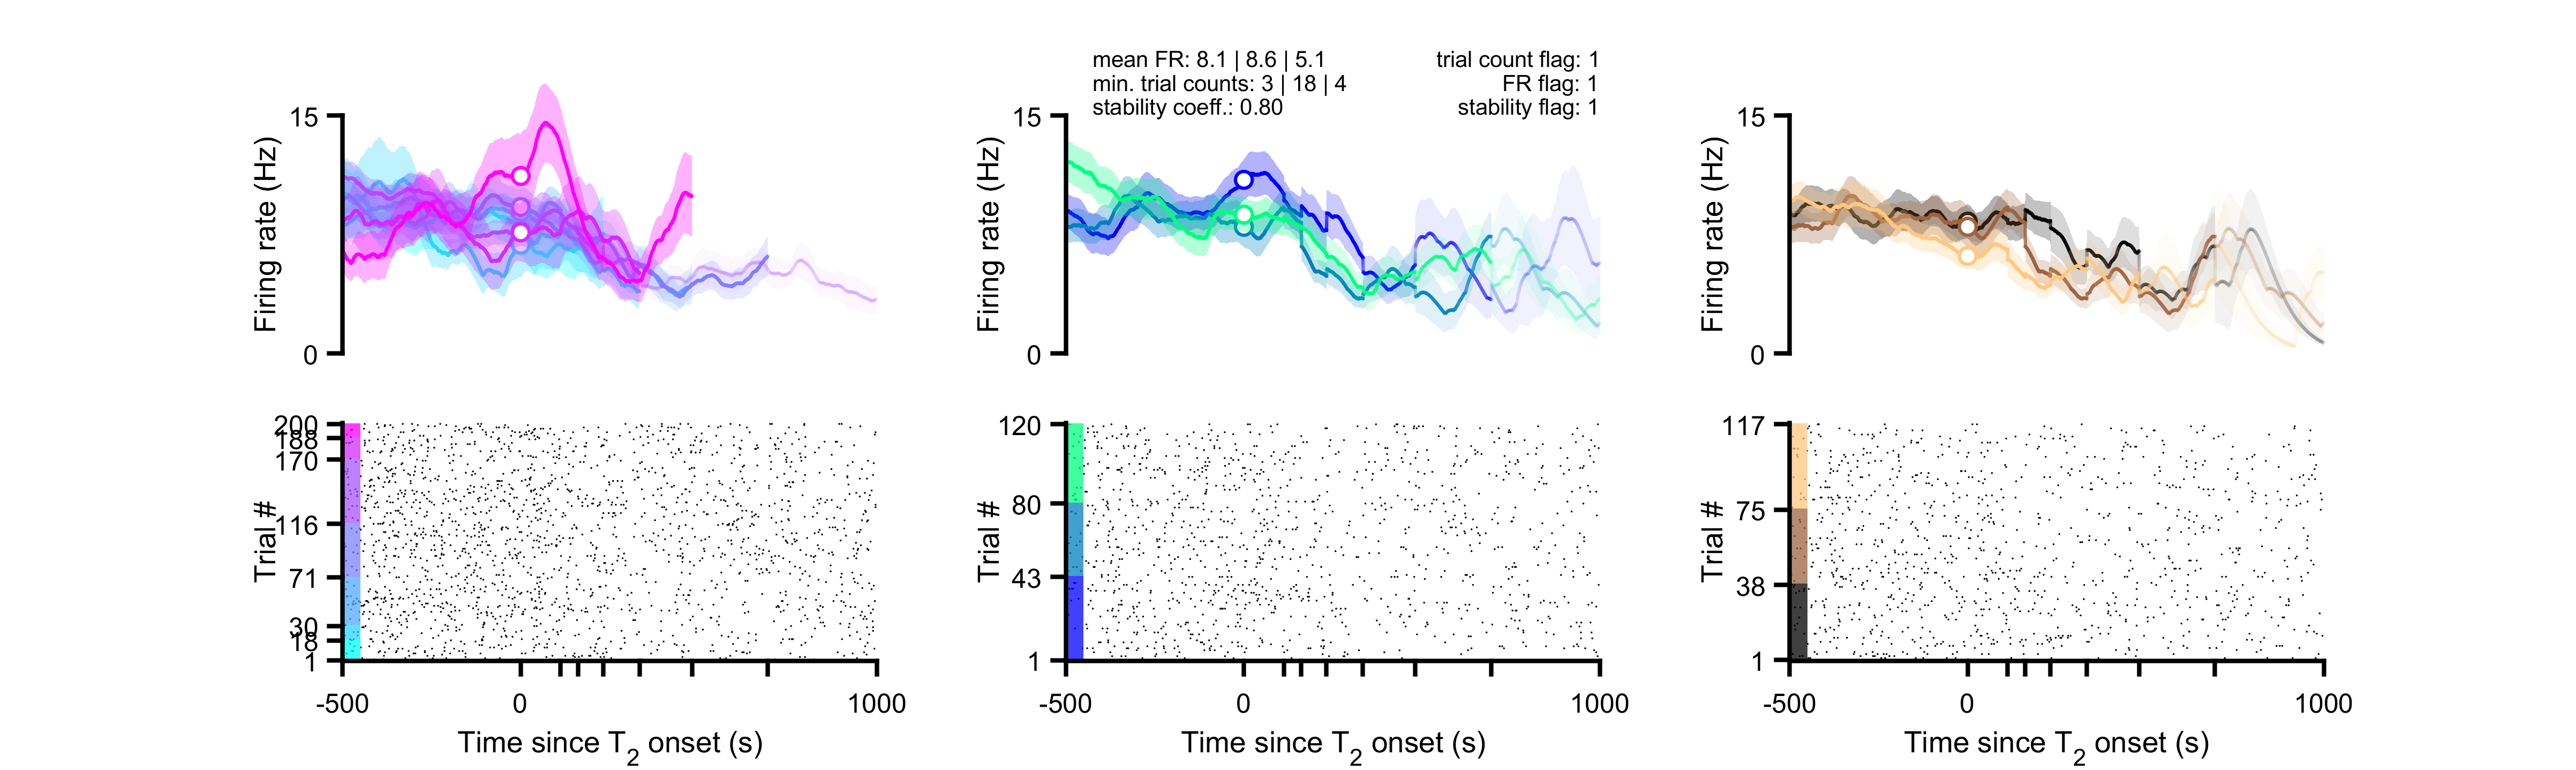 mean FR: 8.1 | 8.6 | 5.1
min. trial counts: 3 | 18 | 4
stability coeff.: 0.80
trial count flag: 1
FR flag: 1
stability flag: 1
15
Firing rate (Hz)
0
15
Firing rate (Hz)
0
15
Firing rate (Hz)
0
200
188
170
116
71
30
18
1
Trial #
-500
0
1000
Time since T2 onset (s)
120
80
43
1
Trial #
-500
0
1000
Time since T2 onset (s)
117
75
38
1
Trial #
-500
0
1000
Time since T2 onset (s)